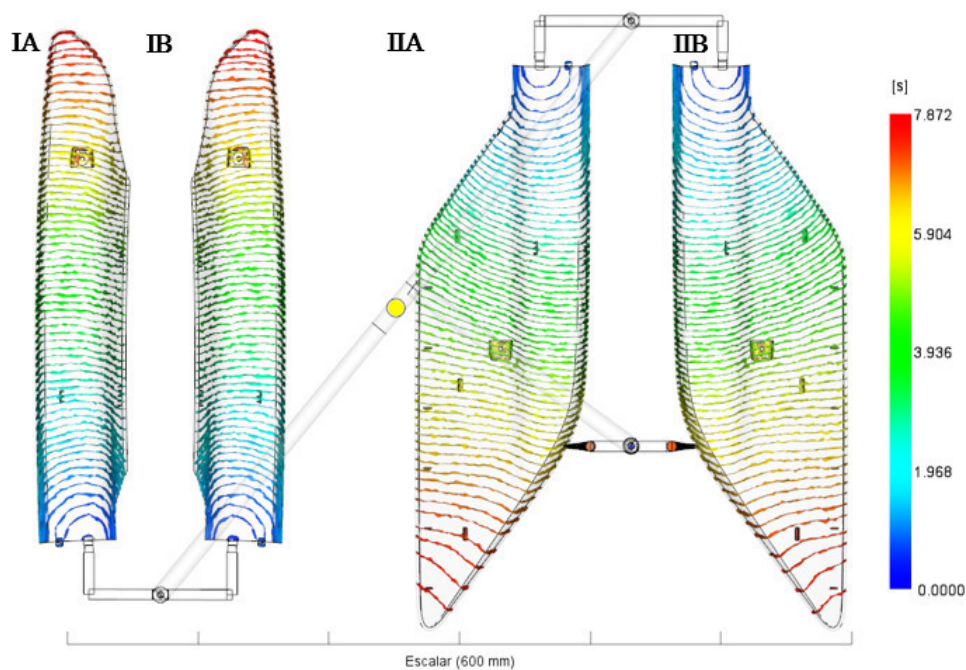 IA
IB
IIA
IIB
[s]
7.872
5.904
3.936
1.968
0.0000
Escalar (600 mm)